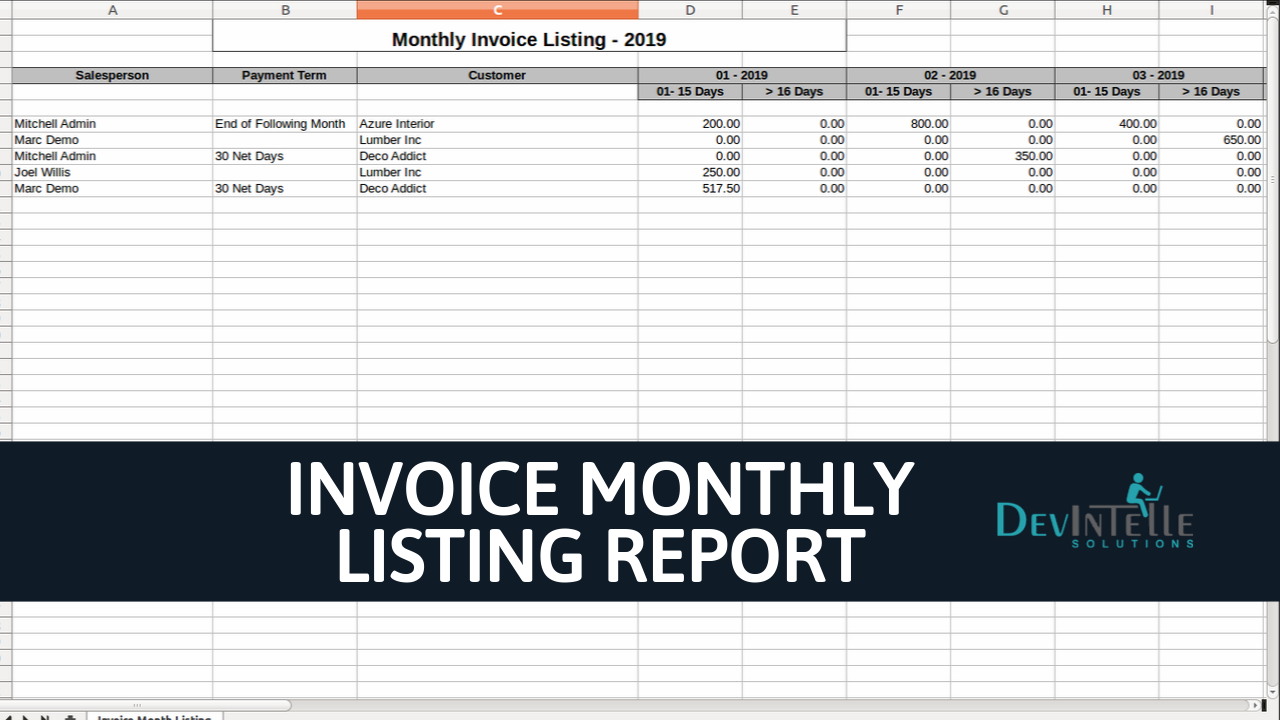 A B C D E F G H I
Monthly Invoice Listing - 2019
Salesperson Payment Term Customer 01 - 2019 02 - 2019 03 - 2019
01- 15 Days > 16 Days 01- 15 Days > 16 Days 01- 15 Days > 16 Days
Mitchell Admin End of Following Month Azure Interior 200.00 0.00 800.00 0.00 400.00 0.00
Marc Demo Lumber Inc 0.00 0.00 0.00 0.00 0.00 650.00
Mitchell Admin 30 Net Days Deco Addict 0.00 0.00 0.00 350.00 0.00 0.00
Joel Willis Lumber Inc 250.00 0.00 0.00 0.00 0.00 0.00
Marc Demo 30 Net Days Deco Addict 517.50 0.00 0.00 0.00 0.00 0.00
INVOICE MONTHLY
LISTING REPORT
DEVINTELLE
SOLUTIONS
Invoice Month Listing